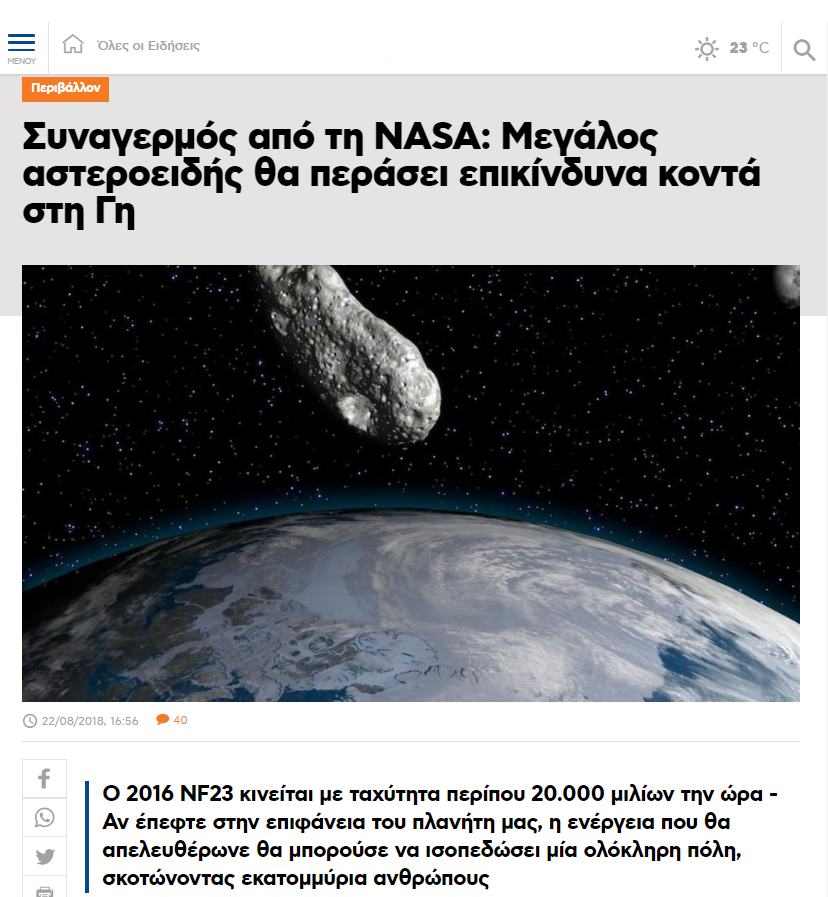 ΜΕΝΟΥ
Όλες οι Ειδήσεις
23 °C
Περιβάλλον
Συναγερμός από τη NASA: Μεγάλος
αστεροειδής θα περάσει επικίνδυνα κοντά
στη Γη
22/08/2018, 16:56
40
Ο 2016 NF23 κινείται με ταχύτητα περίπου 20.000 μιλίων την ώρα -
Αν έπεφτε στην επιφάνεια του πλανήτη μας, η ενέργεια που θα
απελευθέρωνε θα μπορούσε να ισοπεδώσει μία ολόκληρη πόλη,
σκοτώνοντας εκατομμύρια ανθρώπους